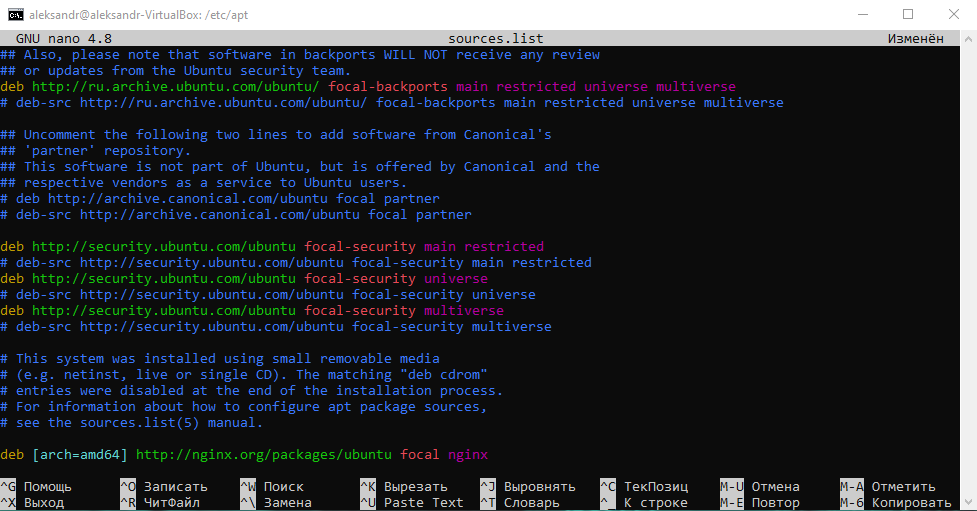 aleksandr@aleksandr-VirtualBox: /etc/apt
GNU nano 4.8 sources.list Изменён
## Also, please note that software in backports WILL NOT receive any review
## or updates from the Ubuntu security team.
deb http://ru.archive.ubuntu.com/ubuntu/ focal-backports main restricted universe multiverse
# deb-src http://ru.archive.ubuntu.com/ubuntu/ focal-backports main restricted universe multiverse
## Uncomment the following two lines to add software from Canonical's
## 'partner' repository.
## This software is not part of Ubuntu, but is offered by Canonical and the
## respective vendors as a service to Ubuntu users.
# deb http://archive.canonical.com/ubuntu focal partner
# deb-src http://archive.canonical.com/ubuntu focal partner
deb http://security.ubuntu.com/ubuntu focal-security main restricted
# deb-src http://security.ubuntu.com/ubuntu focal-security main restricted
deb http://security.ubuntu.com/ubuntu focal-security universe
# deb-src http://security.ubuntu.com/ubuntu focal-security universe
deb http://security.ubuntu.com/ubuntu focal-security multiverse
# deb-src http://security.ubuntu.com/ubuntu focal-security multiverse
# This system was installed using small removable media
# (e.g. netinst, live or single CD). The matching "deb cdrom"
# entries were disabled at the end of the installation process.
# For information about how to configure apt package sources,
# see the sources.list(5) manual.
deb [arch=amd64] http://nginx.org/packages/ubuntu focal nginx
^G Помощь ^O Записать ^W Поиск ^K Вырезать ^J Выровнять ^C ТекПозиц M-U Отмена M-A Отметить
^X Выход ^R ЧитФайл ^\ Замена ^U Paste Text ^T Словарь ^_ К строке M-E Повтор M-6 Копировать